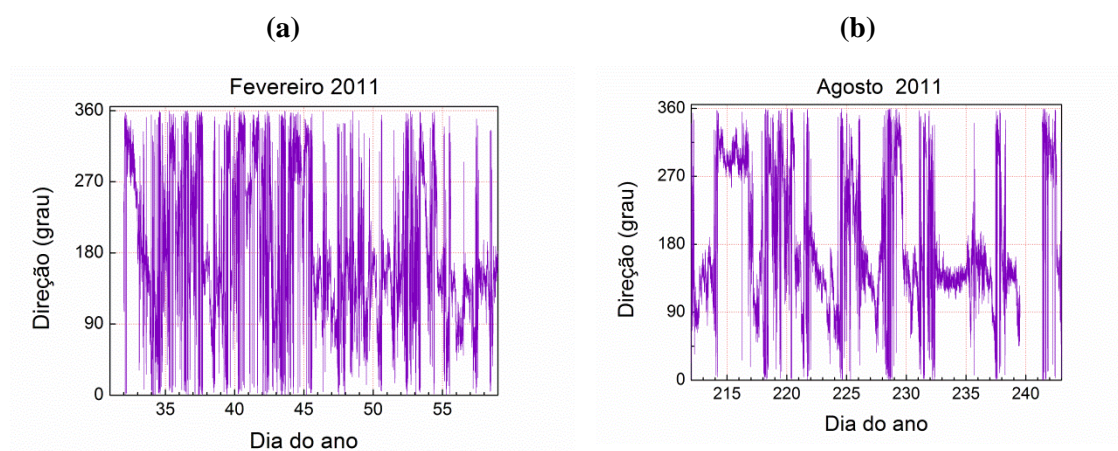 (a)
Fevereiro 2011
360
270
180
90
0
35
40
45
50
55
Direção (grau)
Dia do ano
(b)
Agosto 2011
360
270
180
90
0
215
220
225
230
235
240
Direção (grau)
Dia do ano